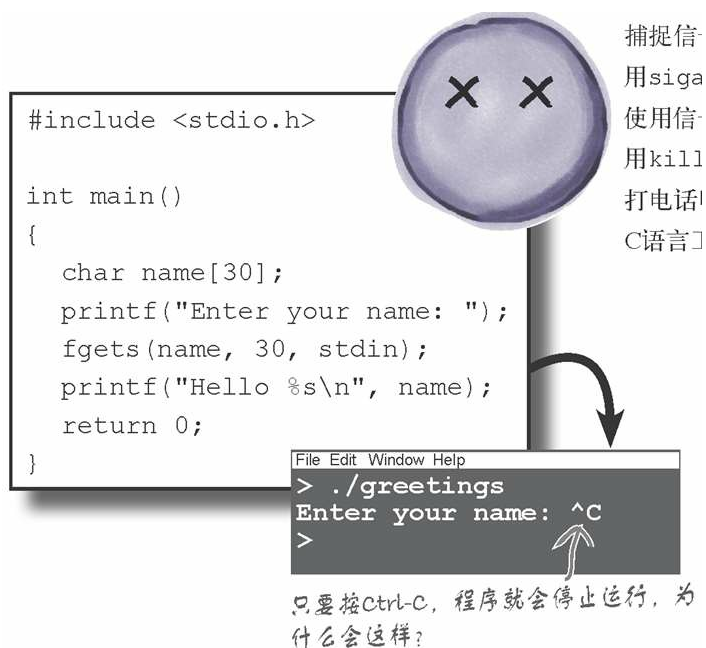 #include <stdio.h>
int main()
{
char name[30];
printf("Enter your name: ");
fgets(name, 30, stdin);
printf("Hello %s\n", name);
return 0;
}
File Edit Window Help
> ./greetings
Enter your name: ^C
>
只要按Ctrl-C，程序就会停止运行，为
什么会这样？
捕捉信
用siga
使用信
用kill
打电话
C语言